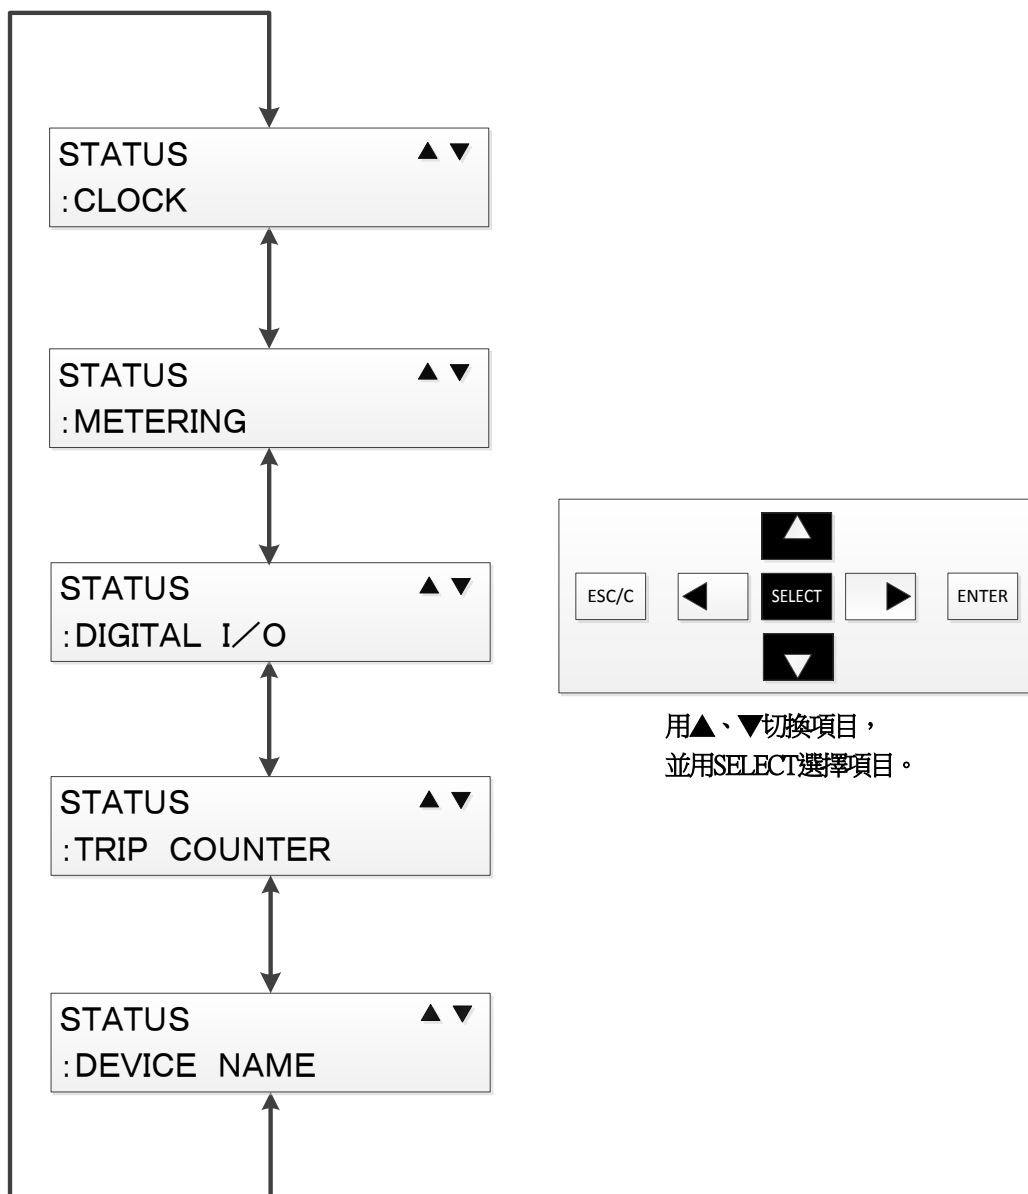 STATUS ▲ ▼
:CLOCK
STATUS ▲ ▼
:METERING
STATUS ▲ ▼
:DIGITAL I／O
STATUS ▲ ▼
:TRIP COUNTER
STATUS ▲ ▼
:DEVICE NAME
ESC/C
SELECT
ENTER
用▲、▼切換項目，
並用SELECT選擇項目。